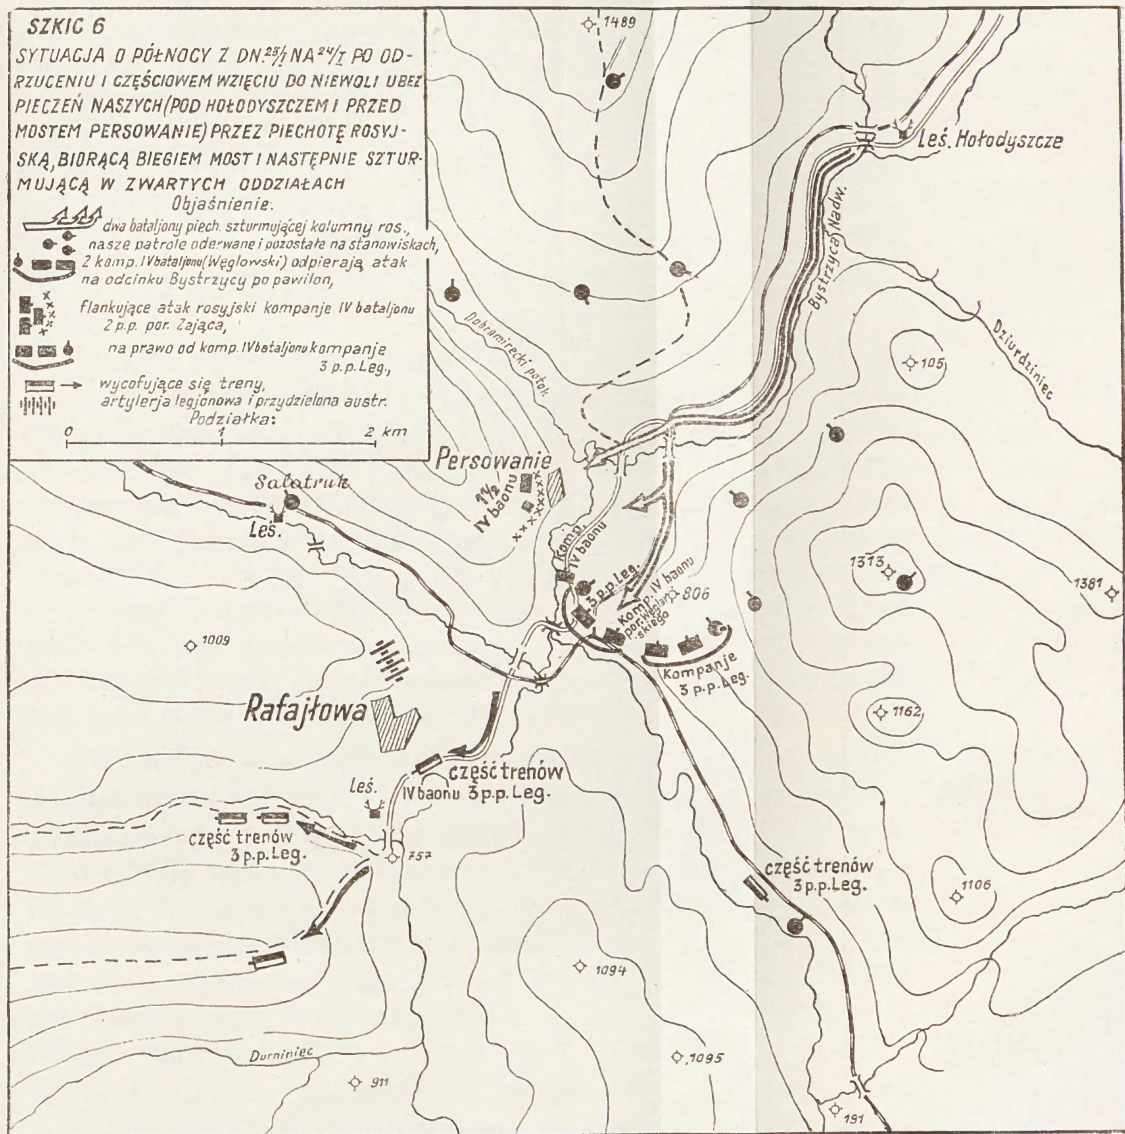 SZKIC 6
SYTUACJA O PÓŁNOCY Z DN. 23/I NA 24/I PO OD-
RZUCENIU I CZĘŚCIOWEM WZIĘCIU DO NIEWOLI UBEZ
PIECZEŃ NASZYCH (POD HOŁODYSZCZEM I PRZED
MOSTEM PERSOWANIE) PRZEZ PIECHOTĘ ROSYJ-
SKĄ, BIORĄCĄ BIEGIEM MOST I NASTĘPNIE SZTUR-
MUJĄCĄ W ZWARTYCH ODDZIAŁACH
Objaśnienie:
dwa bataljony piech. szturmującej kolumny ros.,
nasze patrole oderwane i pozostałe na stanowiskach,
2 komp. IV bataljonu (Węglowski) odpierają atak
na odcinku Bystrzycy po pawilon,
flankujące atak rosyjski kompanje IV bataljonu
2 p.p. por. Zająca,
na prawo od komp. IV bataljonu kompanje
3 p.p. Leg.,
wycofujące się treny,
artylerja legjonowa i przydzielona austr.
Podziałka:
0 1 2 km
1489
Leś. Hołodyszcze
Bystrzyca Nadw.
Dziurdziniec
Dobramirecki potok
105
Persowanie
1 1/2
IV baonu
Salatruk
Leś.
Komp.
IV baonu
3 p.p. Leg.
Komp. IV baonu
por. Węglar-
skiego
806
1313
1381
Kompanje
3 p.p. Leg.
1009
Rafajłowa
1162
część trenów
IV baonu 3 p.p. Leg.
Leś.
część trenów
3 p.p. Leg.
757
część trenów
3 p.p. Leg.
1106
1094
Durniniec
911
1095
191